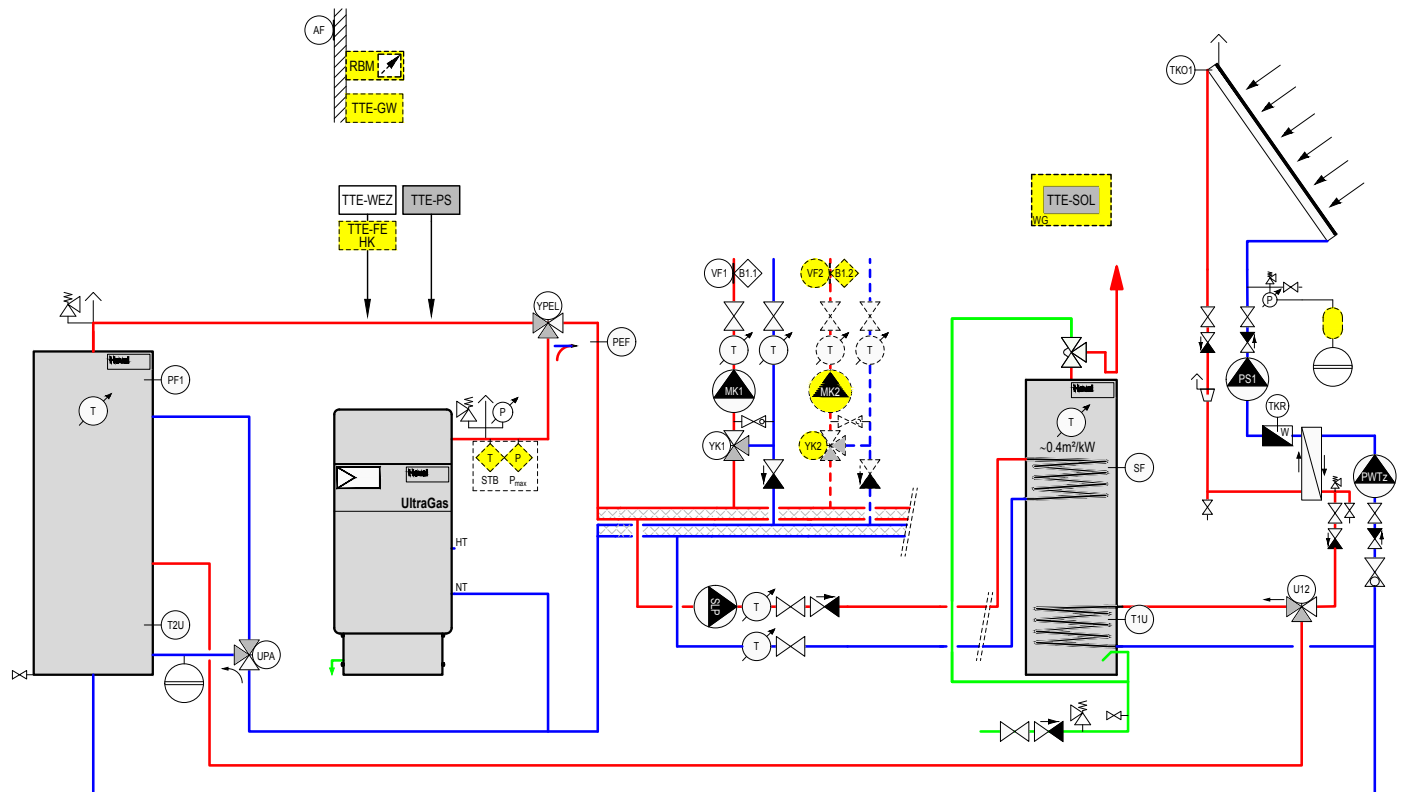 AF
RBM
TTE-GW
TKO1
TTE-WEZ
TTE-PS
TTE-FE
HK
TTE-SOL
WG
VF1
B1.1
VF2
B1.2
YPEL
PEF
P
T
T
T
T
PS1
PF1
T
P
MK1
MK2
TKR
W
T
~0.4m²/kW
YK1
YK2
T
P
STB
Pmax
SF
PWTz
UltraGas
HT
NT
U12
SLP
T
T1U
T2U
T
UPA